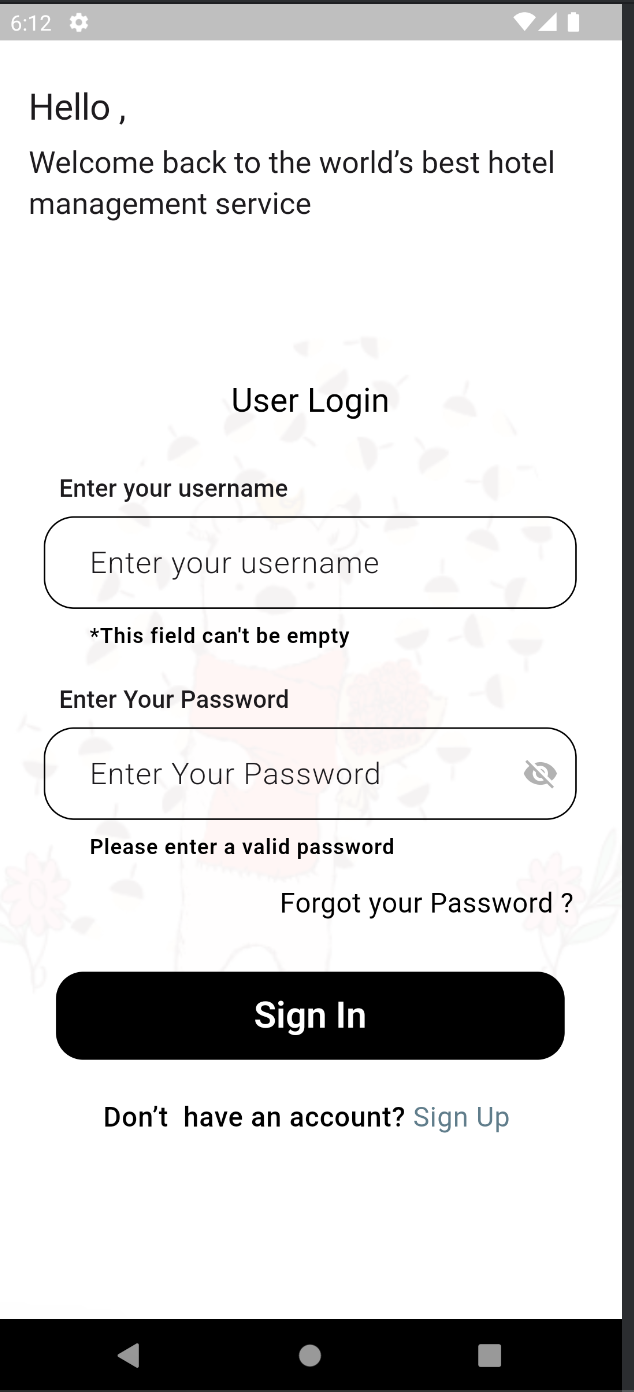 6:12
Hello ,
Welcome back to the world’s best hotel
management service
User Login
Enter your username
Enter your username
*This field can't be empty
Enter Your Password
Enter Your Password
Please enter a valid password
Forgot your Password ?
Sign In
Don’t  have an account? Sign Up